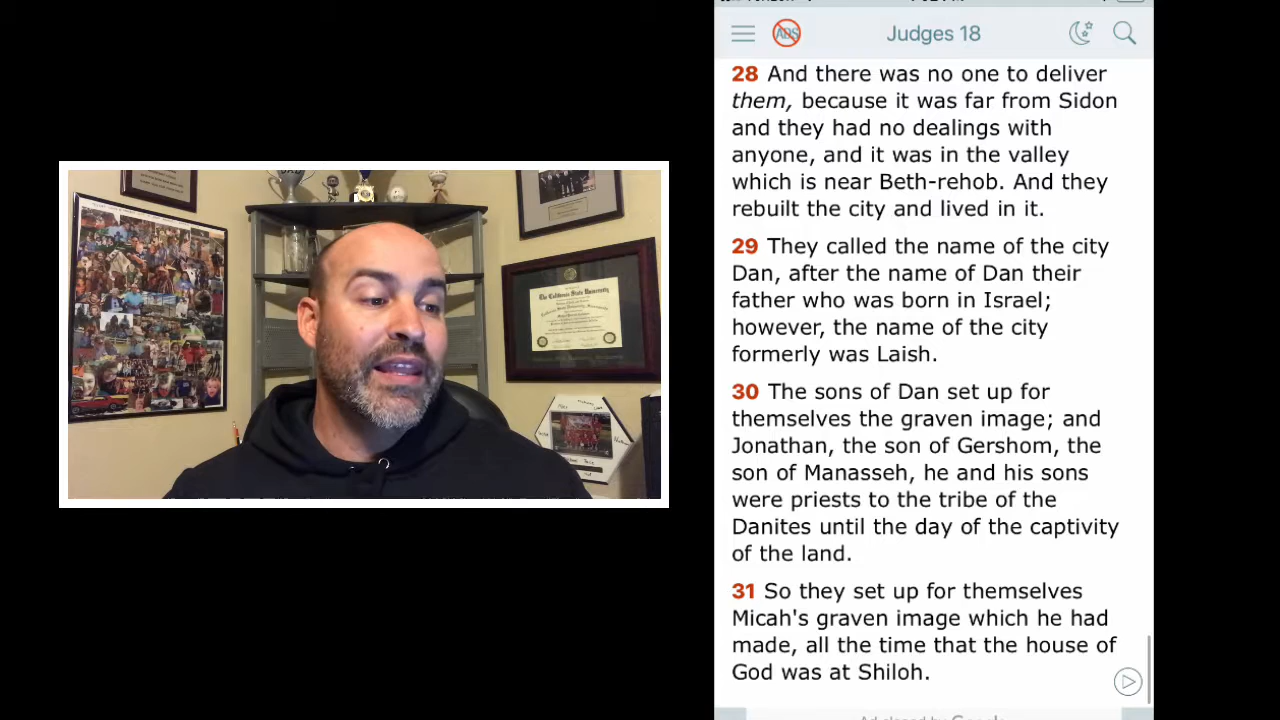 ADS
Judges 18
28 And there was no one to deliver
them, because it was far from Sidon
and they had no dealings with
anyone, and it was in the valley
which is near Beth-rehob. And they
rebuilt the city and lived in it.
29 They called the name of the city
Dan, after the name of Dan their
father who was born in Israel;
however, the name of the city
formerly was Laish.
30 The sons of Dan set up for
themselves the graven image; and
Jonathan, the son of Gershom, the
son of Manasseh, he and his sons
were priests to the tribe of the
Danites until the day of the captivity
of the land.
31 So they set up for themselves
Micah's graven image which he had
made, all the time that the house of
God was at Shiloh.
The California State University